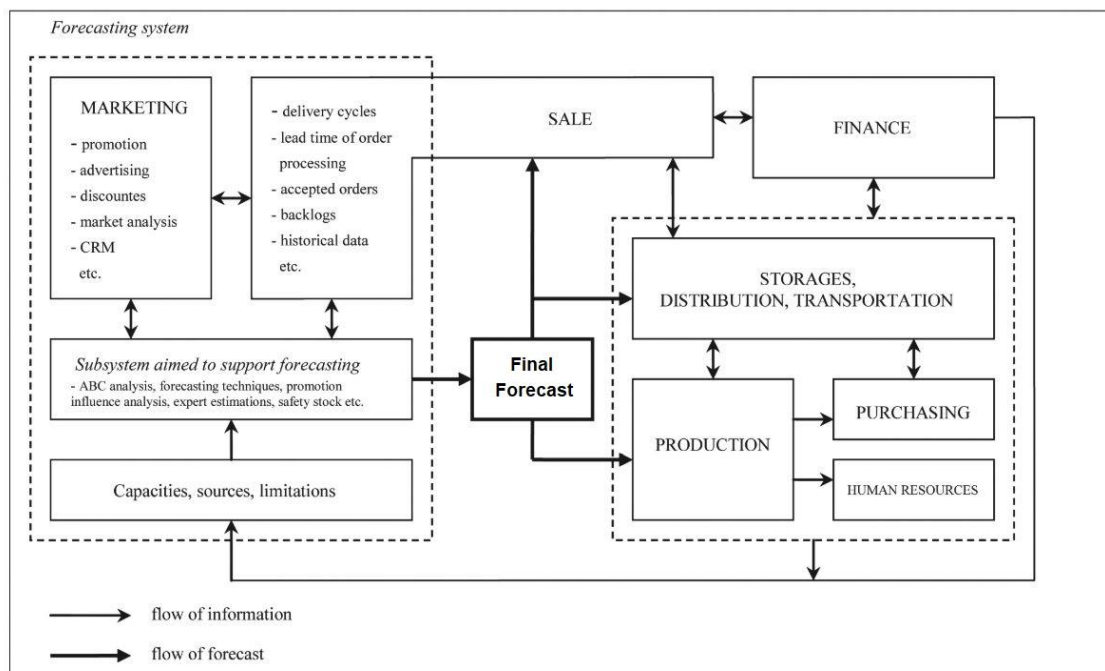 Forecasting system
MARKETING
- promotion
- advertising
- discountes
- market analysis
- CRM
etc.
- delivery cycles
- lead time of order
processing
- accepted orders
- backlogs
- historical data
etc.
SALE
FINANCE
STORAGES,
DISTRIBUTION, TRANSPORTATION
Subsystem aimed to support forecasting
- ABC analysis, forecasting techniques, promotion
influence analysis, expert estimations, safety stock etc.
Final
Forecast
PRODUCTION
PURCHASING
HUMAN RESOURCES
Capacities, sources, limitations
flow of information
flow of forecast